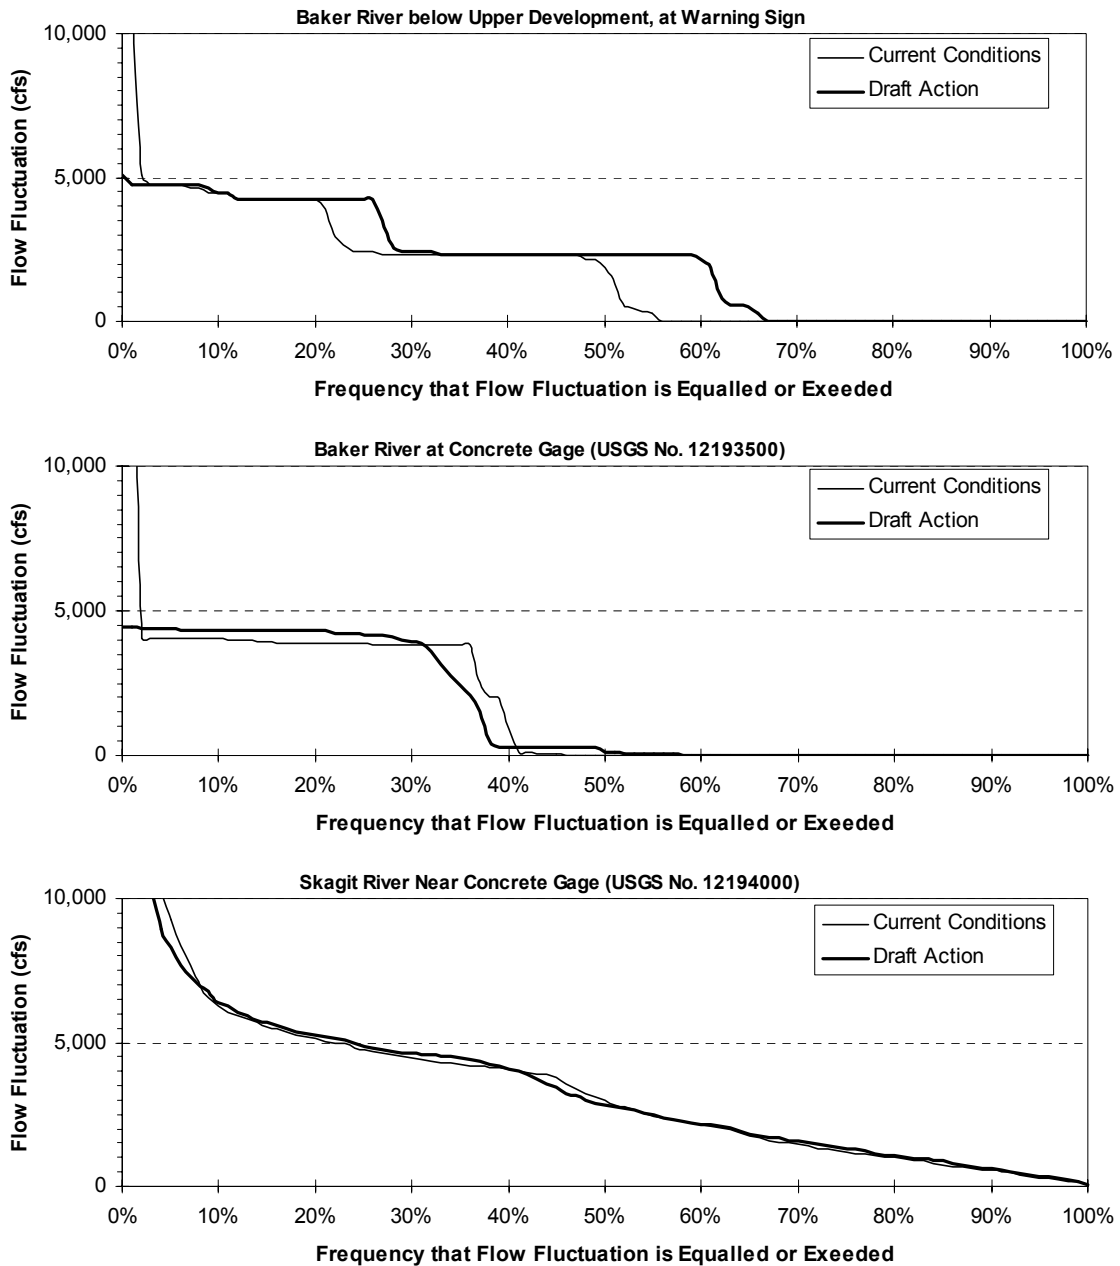 Baker River below Upper Development, at Warning Sign
10,000
5,000
0
Flow Fluctuation (cfs)
Current Conditions
Draft Action
0% 10% 20% 30% 40% 50% 60% 70% 80% 90% 100%
Frequency that Flow Fluctuation is Equalled or Exeeded
Baker River at Concrete Gage (USGS No. 12193500)
10,000
5,000
0
Flow Fluctuation (cfs)
Current Conditions
Draft Action
0% 10% 20% 30% 40% 50% 60% 70% 80% 90% 100%
Frequency that Flow Fluctuation is Equalled or Exeeded
Skagit River Near Concrete Gage (USGS No. 12194000)
10,000
5,000
0
Flow Fluctuation (cfs)
Current Conditions
Draft Action
0% 10% 20% 30% 40% 50% 60% 70% 80% 90% 100%
Frequency that Flow Fluctuation is Equalled or Exeeded